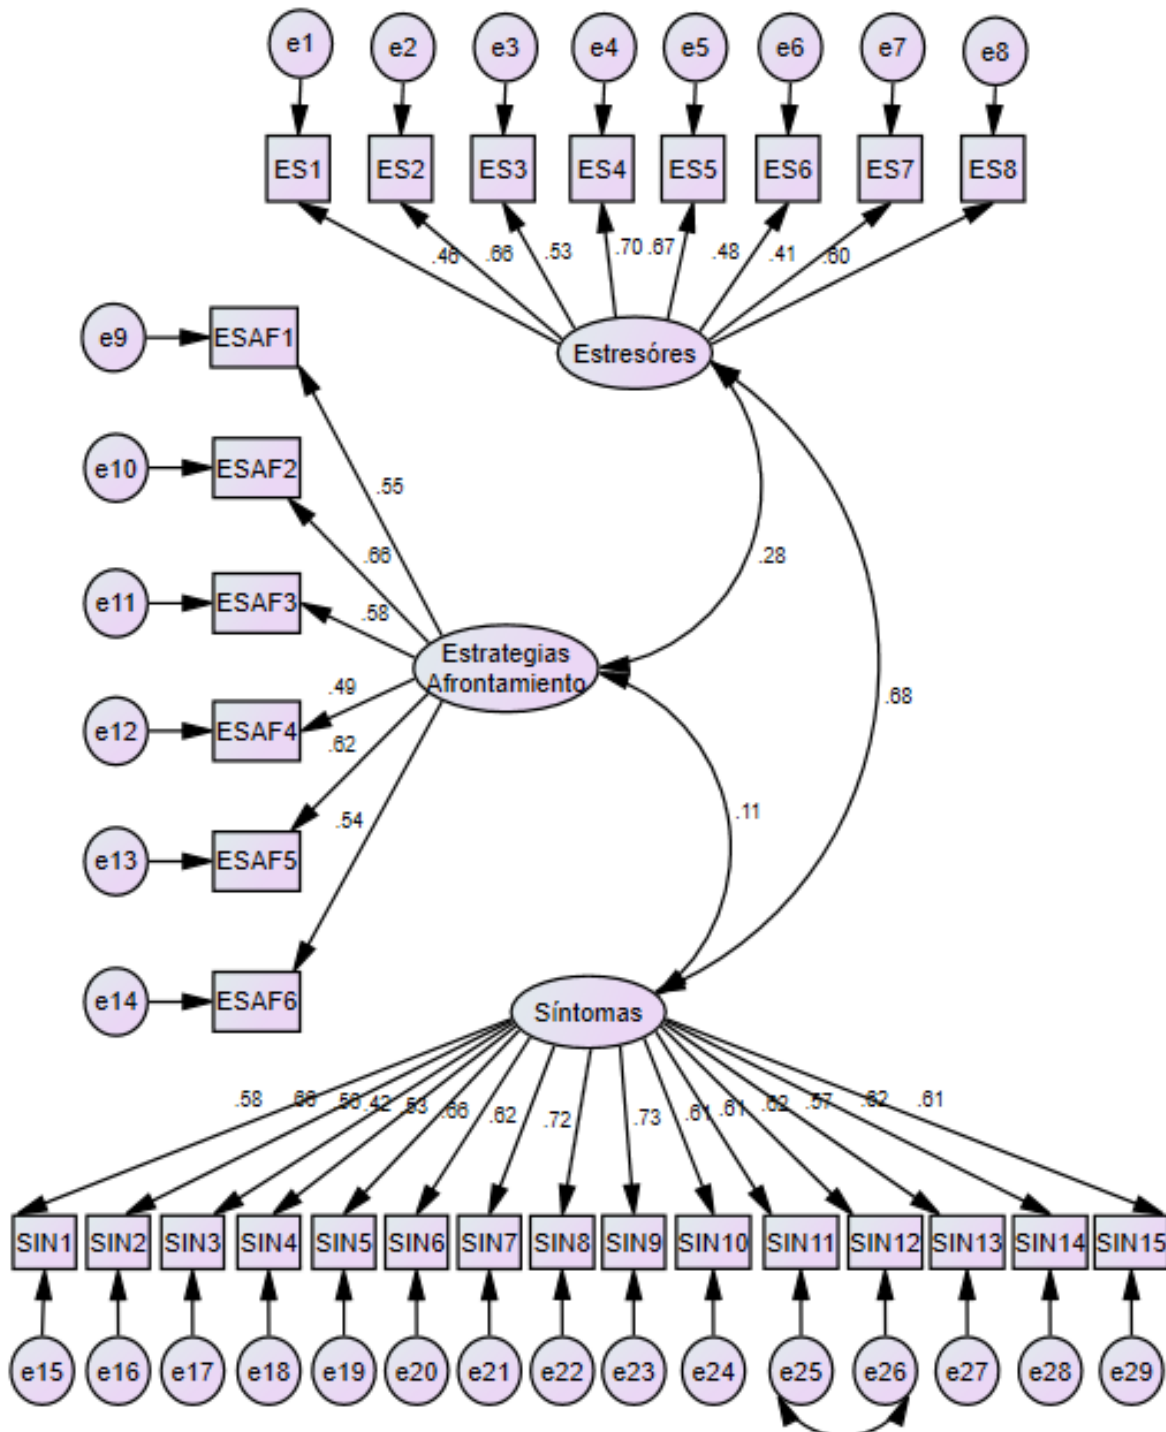 e1 e2 e3 e4 e5 e6 e7 e8
ES1 ES2 ES3 ES4 ES5 ES6 ES7 ES8
.46 .66 .53 .70 .67 .48 .41 .60
Estresóres
e9 ESAF1
e10 ESAF2
e11 ESAF3
e12 ESAF4
e13 ESAF5
e14 ESAF6
.55
.66
.58
.49
.62
.54
Estrategias
Afrontamiento
.28
.68
.11
Síntomas
.58 .66 .42 .53 .66 .62 .72 .73 .61 .61 .62 .57 .62 .61
SIN1 SIN2 SIN3 SIN4 SIN5 SIN6 SIN7 SIN8 SIN9 SIN10 SIN11 SIN12 SIN13 SIN14 SIN15
e15 e16 e17 e18 e19 e20 e21 e22 e23 e24 e25 e26 e27 e28 e29